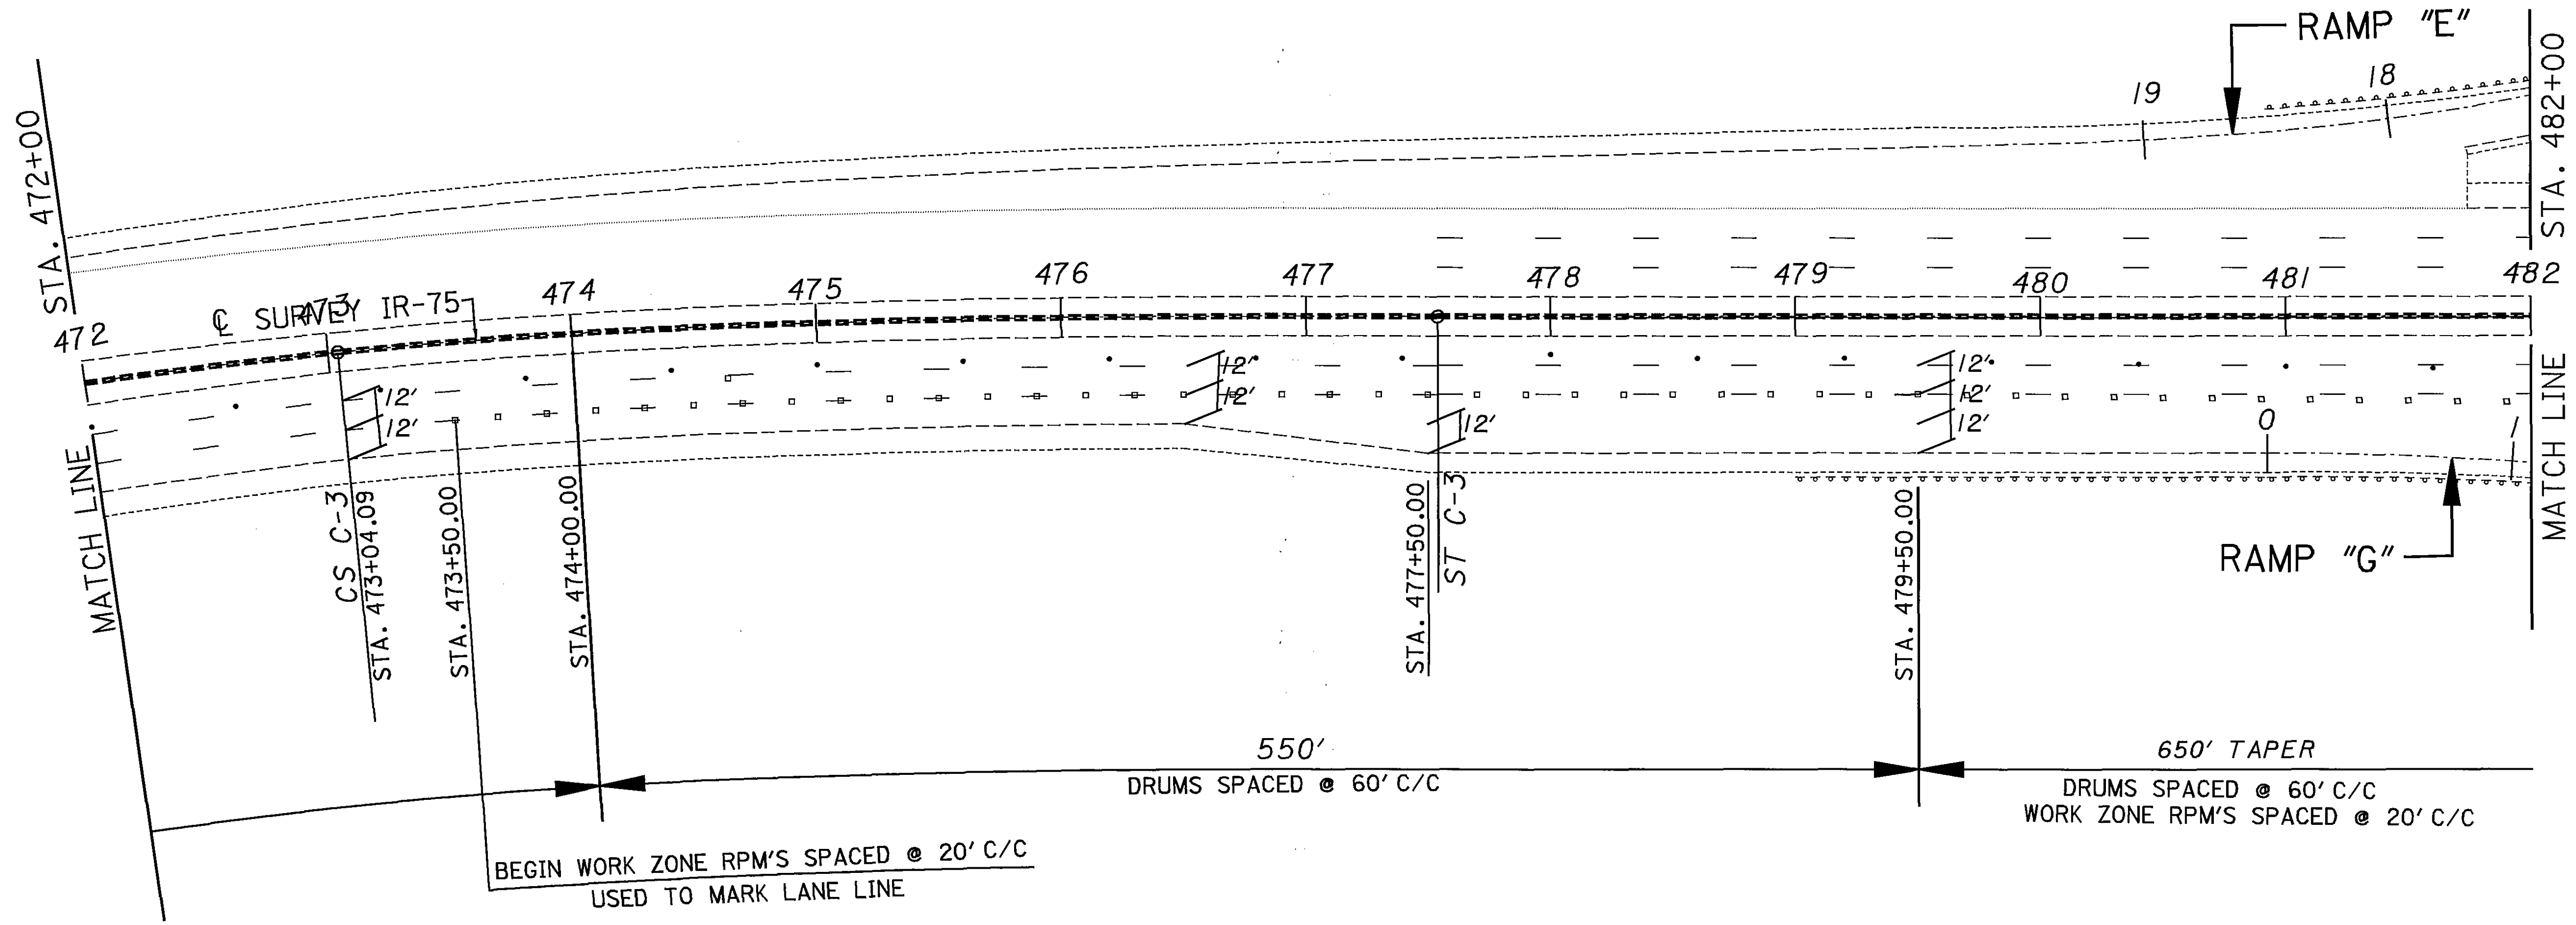 RAMP "E"
STA. 472+00
STA. 482+00
19
18
472
℄ SURVEY IR-75
473
474
475
476
477
478
479
480
481
482
12'
12'
12'
12'
12'
12'
12'
12'
0
1
MATCH LINE
MATCH LINE
CS C-3
STA. 473+04.09
STA. 473+50.00
STA. 474+00.00
STA. 477+50.00
ST C-3
STA. 479+50.00
RAMP "G"
550'
DRUMS SPACED @ 60' C/C
650' TAPER
DRUMS SPACED @ 60' C/C
WORK ZONE RPM'S SPACED @ 20' C/C
BEGIN WORK ZONE RPM'S SPACED @ 20' C/C
USED TO MARK LANE LINE